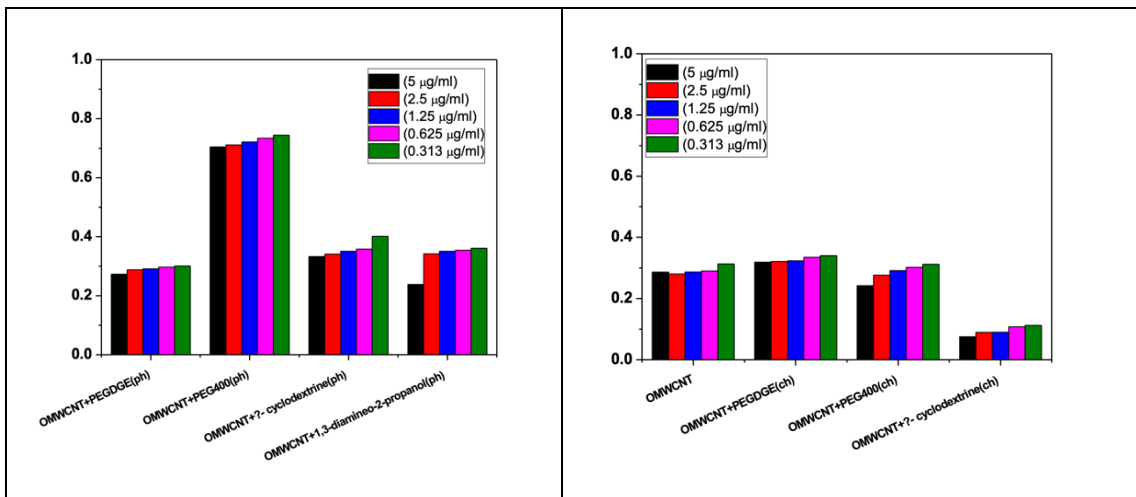 1.0
0.8
0.6
0.4
0.2
0.0
(5 μg/ml)
(2.5 μg/ml)
(1.25 μg/ml)
(0.625 μg/ml)
(0.313 μg/ml)
OMWCNT+PEGDGE(ph)
OMWCNT+PEG400(ph)
OMWCNT+?- cyclodextrine(ph)
OMWCNT+1,3-diamineo-2-propanol(ph)
1.0
0.8
0.6
0.4
0.2
0.0
(5 μg/ml)
(2.5 μg/ml)
(1.25 μg/ml)
(0.625 μg/ml)
(0.313 μg/ml)
OMWCNT
OMWCNT+PEGDGE(ch)
OMWCNT+PEG400(ch)
OMWCNT+?- cyclodextrine(ch)